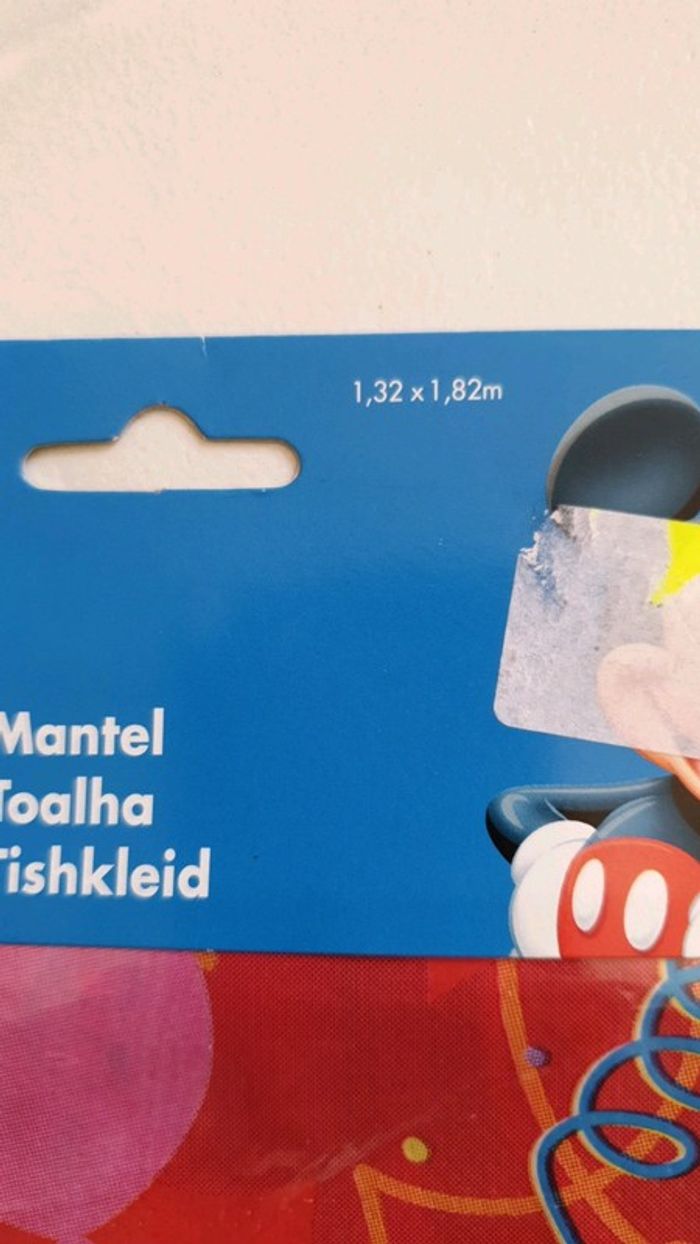 1,32 x 1,82m
Mantel
Toalha
Tishkleid